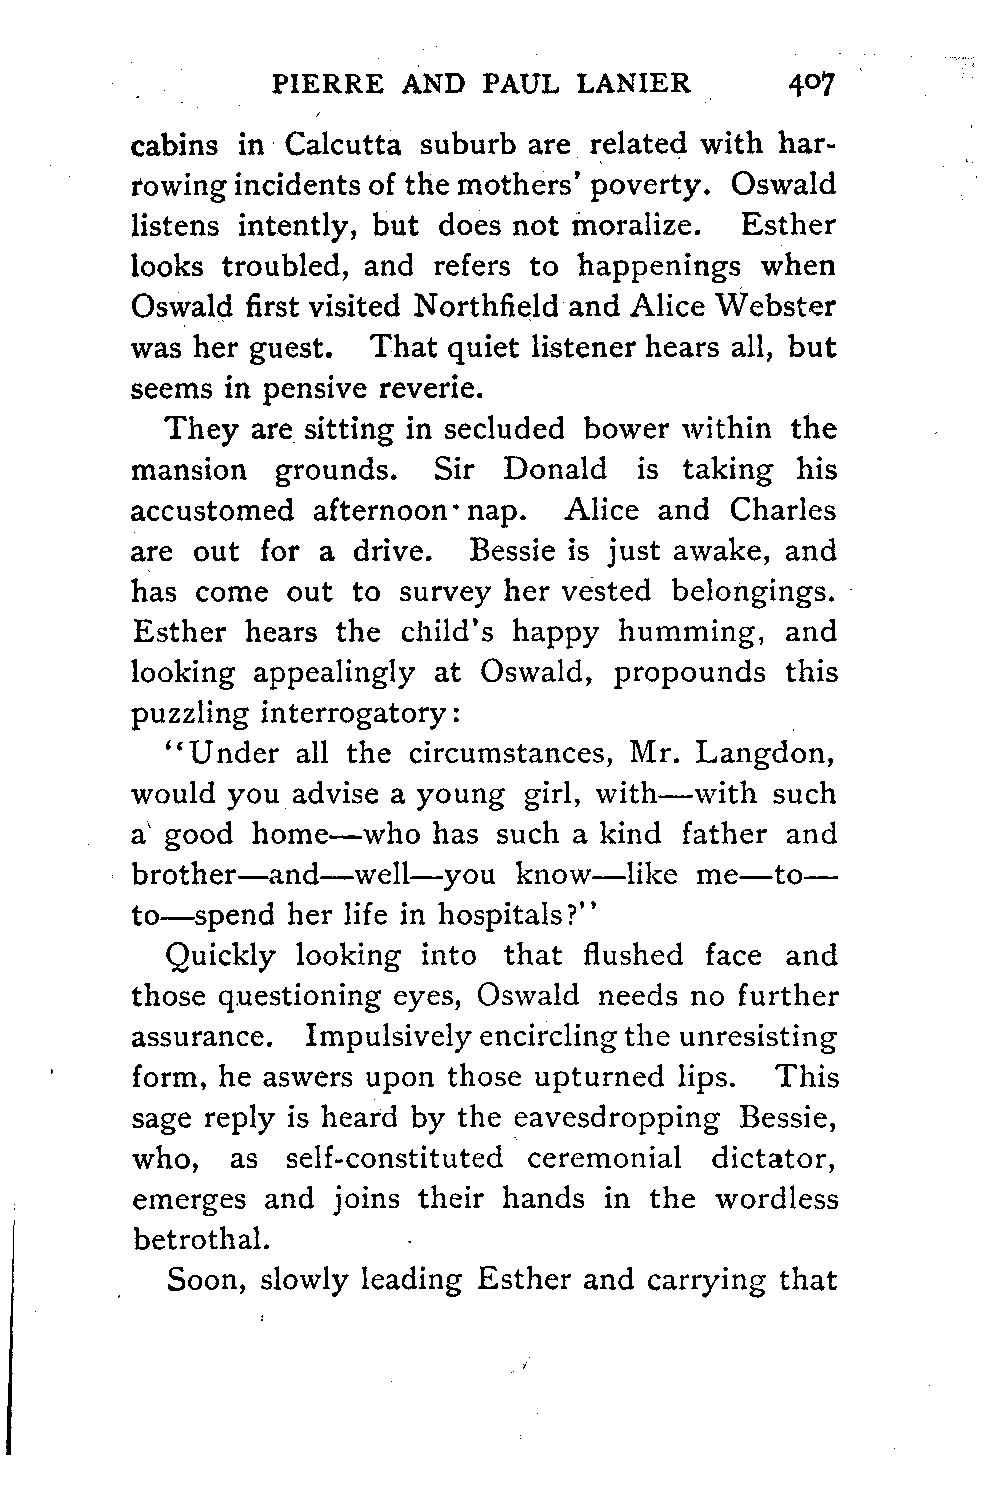 PIERRE AND PAUL LANIER 407
cabins in Calcutta suburb are related with har-
rowing incidents of the mothers' poverty. Oswald
listens intently, but does not moralize. Esther
looks troubled, and refers to happenings when
Oswald first visited Northfield and Alice Webster
was her guest. That quiet listener hears all, but
seems in pensive reverie.
They are sitting in secluded bower within the
mansion grounds. Sir Donald is taking his
accustomed afternoon nap. Alice and Charles
are out for a drive. Bessie is just awake, and
has come out to survey her vested belongings.
Esther hears the child's happy humming, and
looking appealingly at Oswald, propounds this
puzzling interrogatory:
"Under all the circumstances, Mr. Langdon,
would you advise a young girl, with—with such
a good home—who has such a kind father and
brother—and—well—you know—like me—to—
to—spend her life in hospitals?"
Quickly looking into that flushed face and
those questioning eyes, Oswald needs no further
assurance. Impulsively encircling the unresisting
form, he aswers upon those upturned lips. This
sage reply is heard by the eavesdropping Bessie,
who, as self-constituted ceremonial dictator,
emerges and joins their hands in the wordless
betrothal.
Soon, slowly leading Esther and carrying that